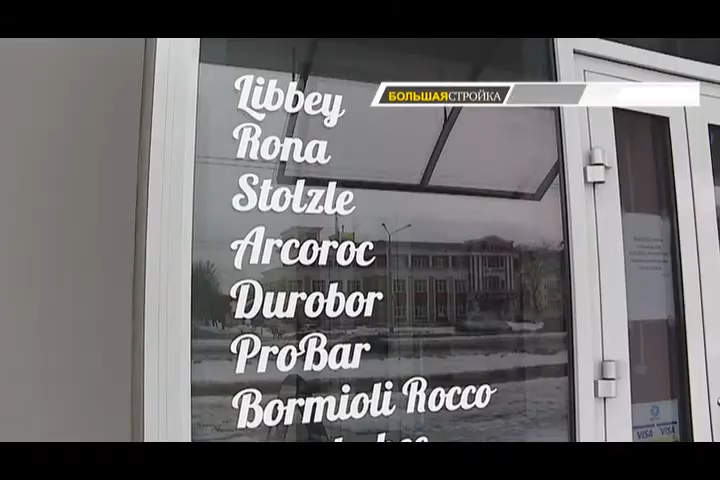 БОЛЬШАЯСТРОЙКА
Libbey
Rona
Stolzle
Arcoroc
Durobor
ProBar
Bormioli Rocco
VISA VISA